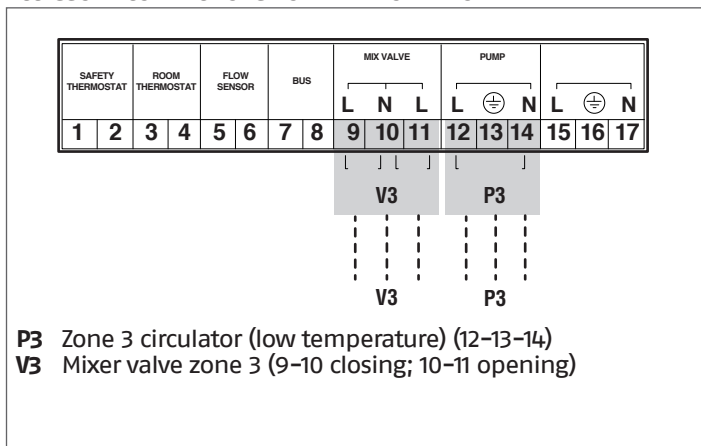 MIX VALVE PUMP
SAFETY THERMOSTAT ROOM THERMOSTAT FLOW SENSOR BUS
L N L L N L N
1 2 3 4 5 6 7 8 9 10 11 12 13 14 15 16 17
V3 P3
V3 P3
P3 Zone 3 circulator (low temperature) (12-13-14)
V3 Mixer valve zone 3 (9-10 closing; 10-11 opening)